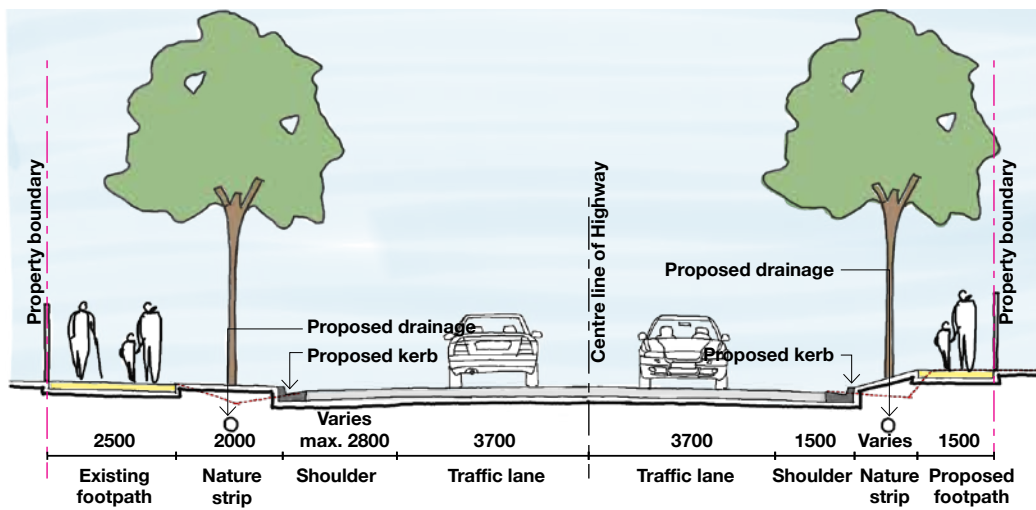 Property boundary
Centre line of Highway
Property boundary
Proposed drainage
Proposed drainage
Proposed kerb
Proposed kerb
2500
2000
Varies
max. 2800
3700
3700
1500
Varies
1500
Existing
footpath
Nature
strip
Shoulder
Traffic lane
Traffic lane
Shoulder
Nature
strip
Proposed
footpath